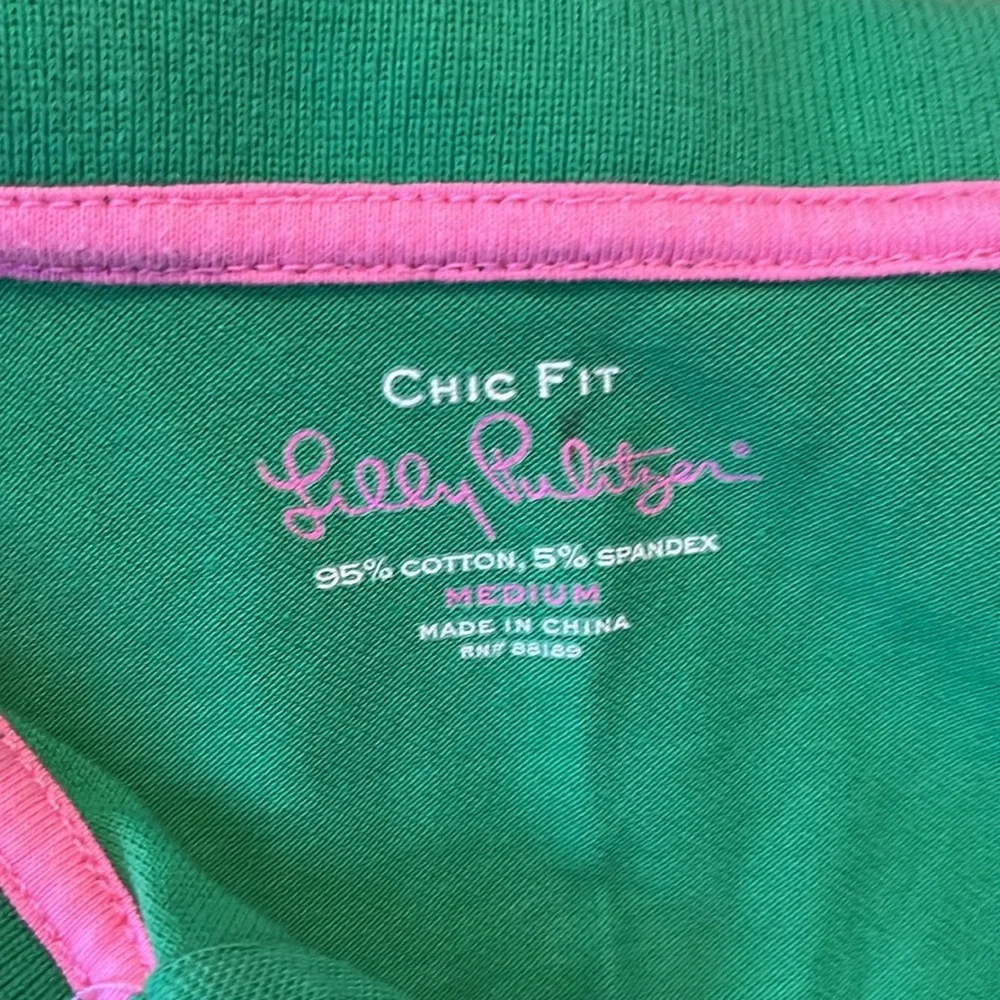 CHIC FIT
Lilly Pulitzer
95% COTTON, 5% SPANDEX
MEDIUM
MADE IN CHINA
RN# 88189